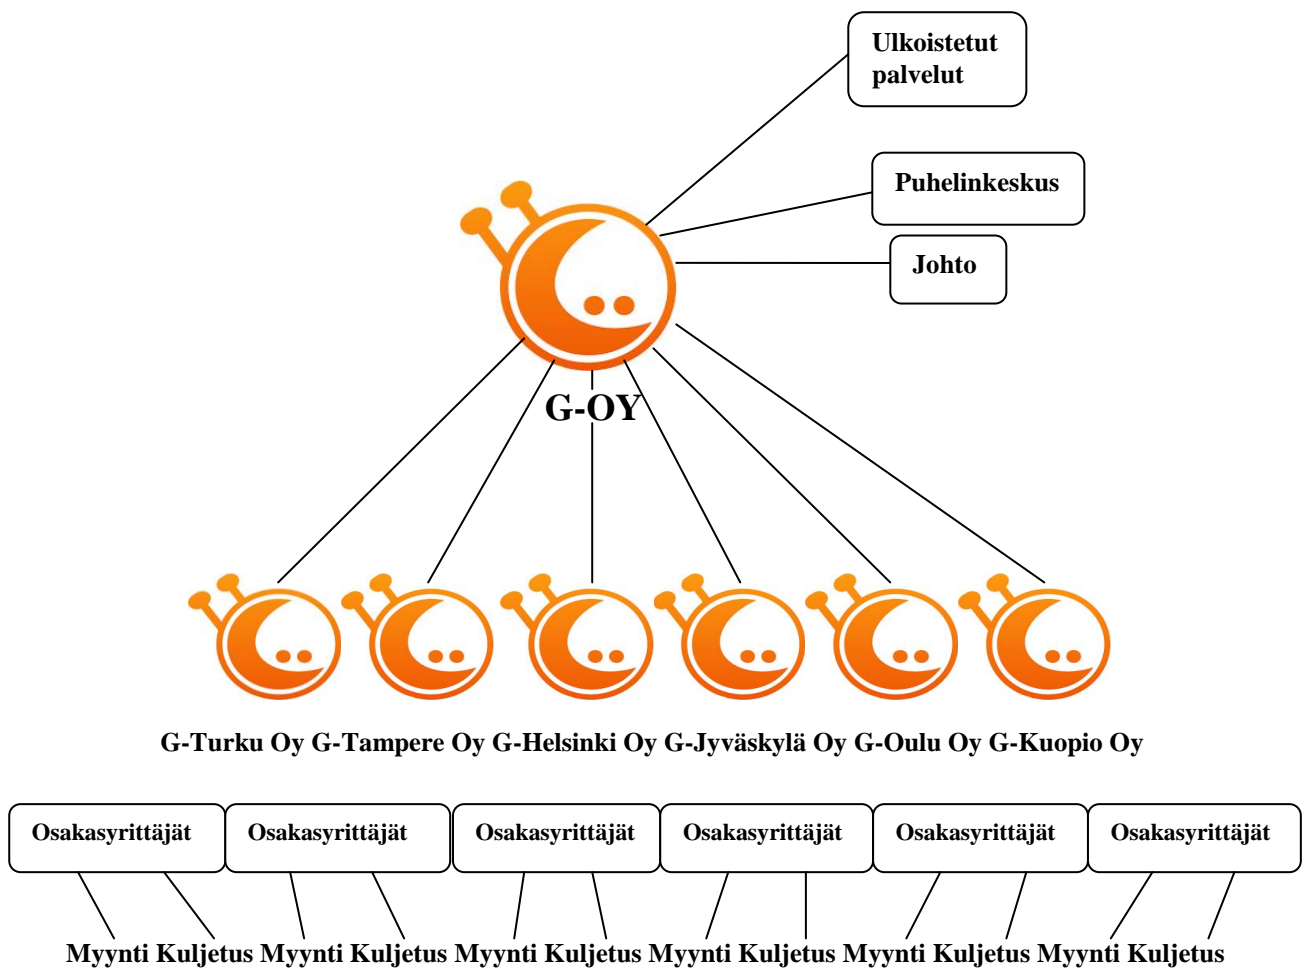 Ulkoistetut
palvelut
Puhelinkeskus
Johto
G-OY
G-Turku Oy G-Tampere Oy G-Helsinki Oy G-Jyväskylä Oy G-Oulu Oy G-Kuopio Oy
Osakasyrittäjät Osakasyrittäjät Osakasyrittäjät Osakasyrittäjät Osakasyrittäjät Osakasyrittäjät
Myynti Kuljetus Myynti Kuljetus Myynti Kuljetus Myynti Kuljetus Myynti Kuljetus Myynti Kuljetus